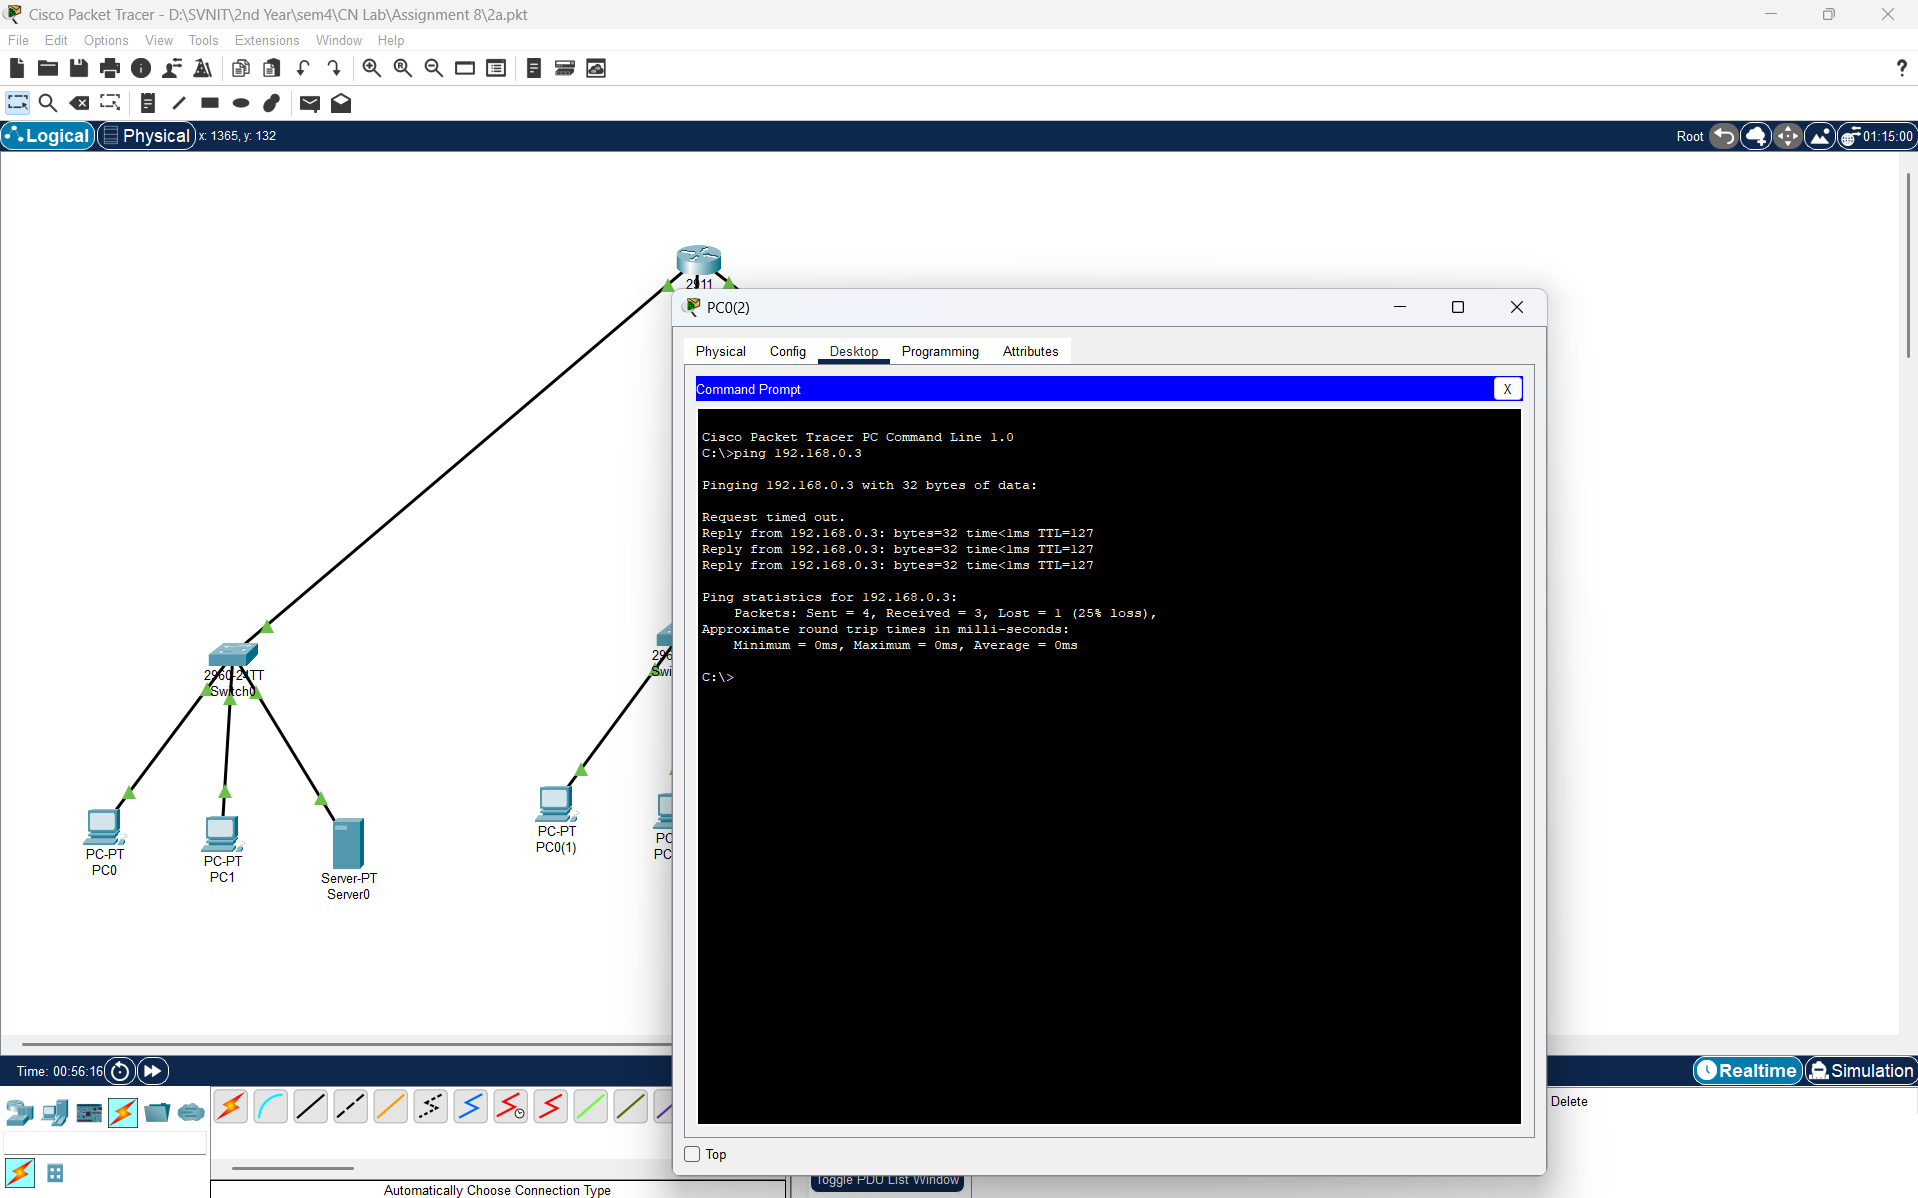 Cisco Packet Tracer - D:\SVNIT\2nd Year\sem4\CN Lab\Assignment 8\2a.pkt
File Edit Options View Tools Extensions Window Help
Logical Physical x: 1365, y: 132 Root 01:15:00
2911
PC0(2)
Physical Config Desktop Programming Attributes
Command Prompt X
Cisco Packet Tracer PC Command Line 1.0
C:\>ping 192.168.0.3
Pinging 192.168.0.3 with 32 bytes of data:
Request timed out.
Reply from 192.168.0.3: bytes=32 time<1ms TTL=127
Reply from 192.168.0.3: bytes=32 time<1ms TTL=127
Reply from 192.168.0.3: bytes=32 time<1ms TTL=127
Ping statistics for 192.168.0.3:
Packets: Sent = 4, Received = 3, Lost = 1 (25% loss),
Approximate round trip times in milli-seconds:
Minimum = 0ms, Maximum = 0ms, Average = 0ms
C:\>
Top
2960-24TT
Switch0
296
Swi
PC-PT
PC0
PC-PT
PC1
Server-PT
Server0
PC-PT
PC0(1)
PC
PC
Time: 00:56:16 Realtime Simulation
Delete
Toggle PDU List Window
Automatically Choose Connection Type